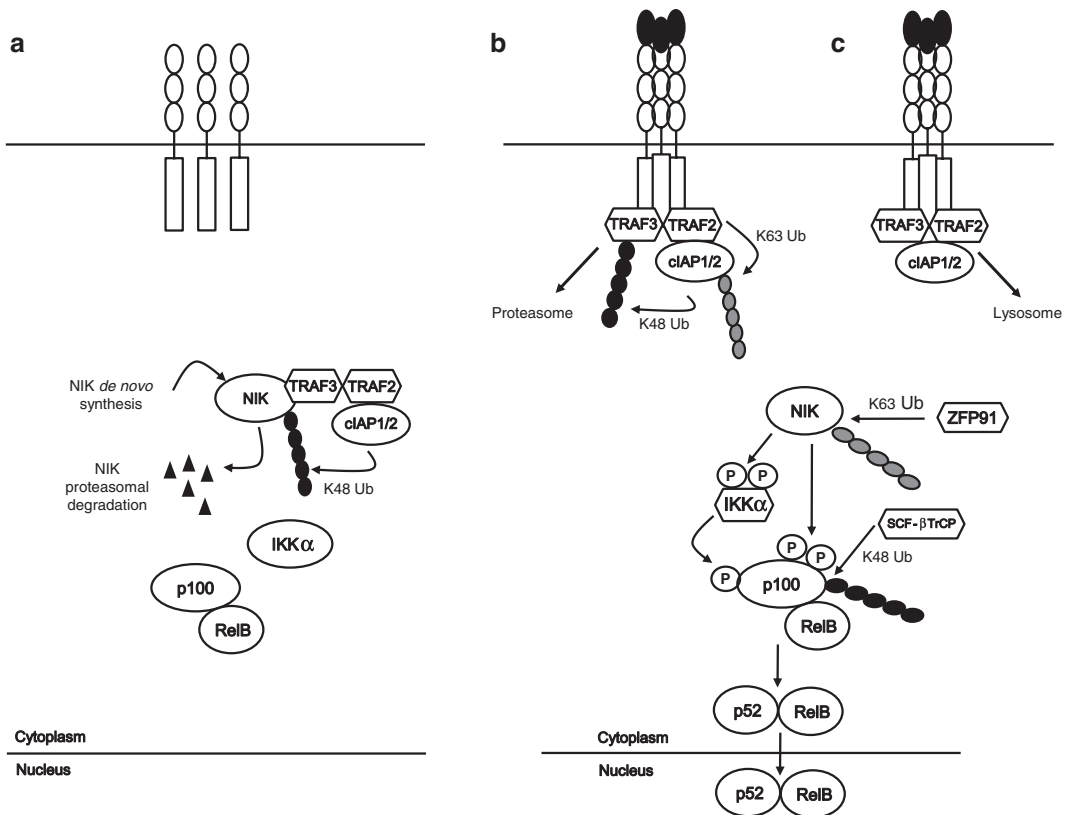 a
NIK de novo
synthesis
NIK
TRAF3
TRAF2
cIAP1/2
K48 Ub
NIK
proteasomal
degradation
IKKα
p100
RelB
Cytoplasm
Nucleus
b
TRAF3
TRAF2
K63 Ub
cIAP1/2
Proteasome
K48 Ub
c
TRAF3
TRAF2
cIAP1/2
Lysosome
NIK
K63 Ub
ZFP91
P
P
IKKα
SCF-βTrCP
K48 Ub
P
P
P
p100
RelB
p52
RelB
Cytoplasm
Nucleus
p52
RelB